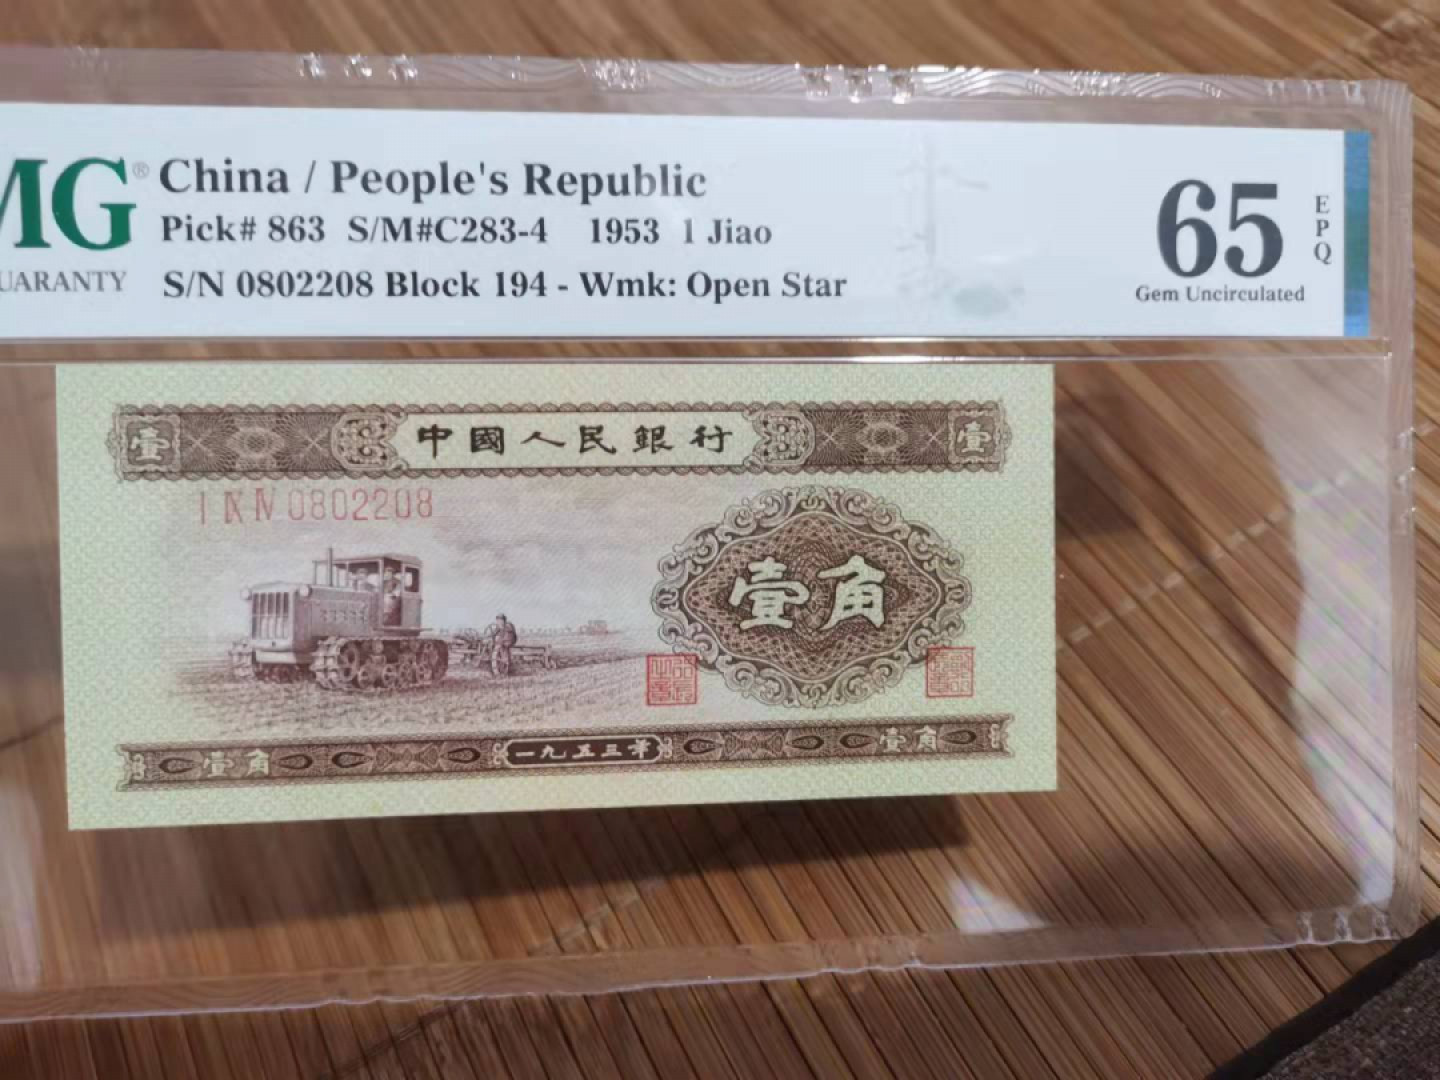 MG® China / People's Republic
Pick# 863 S/M#C283-4 1953 1 Jiao
UARANTY S/N 0802208 Block 194 - Wmk: Open Star
65 EPQ
Gem Uncirculated
壹 中國人民銀行 壹
I IX IV 0802208
壹角
壹角 一九五三年 壹角